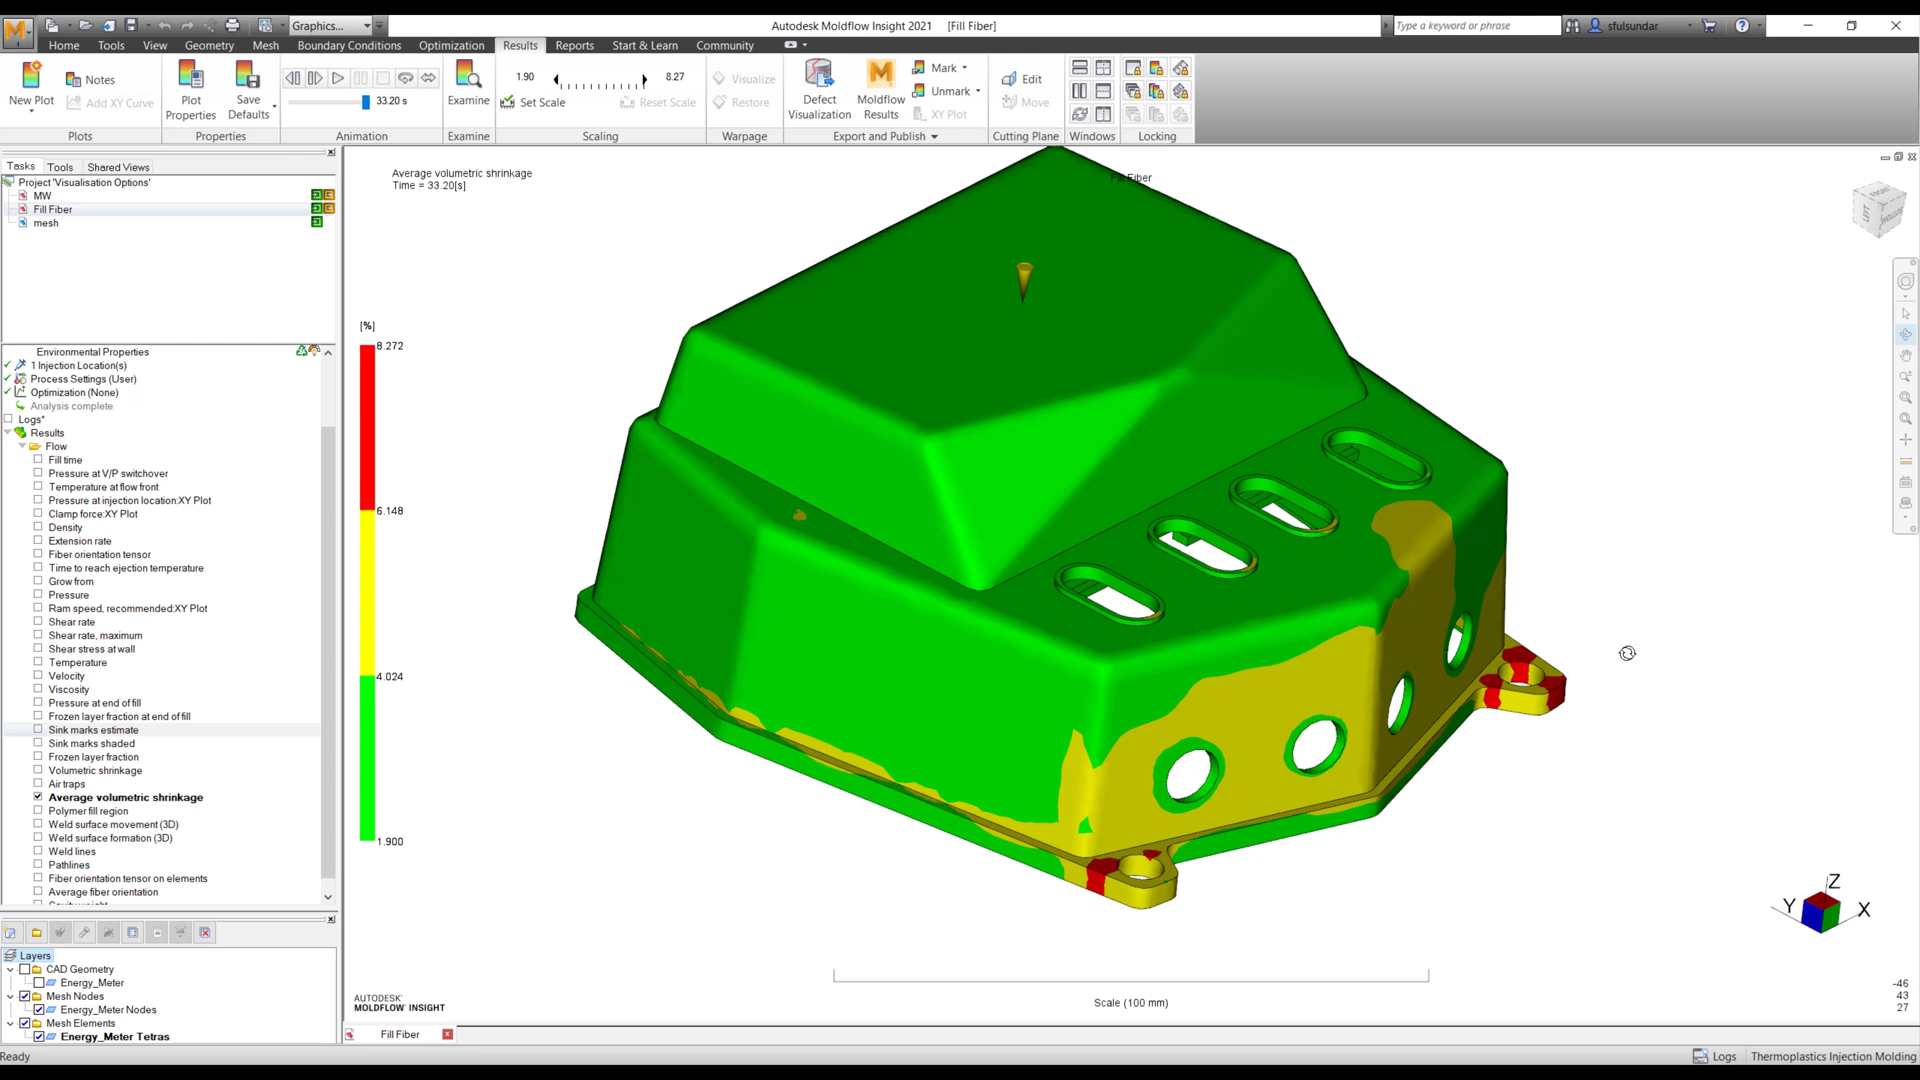 Graphics...
Autodesk Moldflow Insight 2021 [Fill Fiber]
Type a keyword or phrase
sfulsundar
Home Tools View Geometry Mesh Boundary Conditions Optimization Results Reports Start & Learn Community
New Plot
Notes
Add XY Curve
Plots
Plot Properties
Save Defaults
Properties
33.20 s
Animation
Examine
Examine
1.90
8.27
Set Scale
Reset Scale
Scaling
Visualize
Restore
Warpage
Defect Visualization
Moldflow Results
Mark
Unmark
XY Plot
Export and Publish
Edit
Move
Cutting Plane
Windows
Locking
Tasks Tools Shared Views
Project 'Visualisation Options'
MW
Fill Fiber
mesh
Environmental Properties
1 Injection Location(s)
Process Settings (User)
Optimization (None)
Analysis complete
Logs*
Results
Flow
Fill time
Pressure at V/P switchover
Temperature at flow front
Pressure at injection location:XY Plot
Clamp force:XY Plot
Density
Extension rate
Fiber orientation tensor
Time to reach ejection temperature
Grow from
Pressure
Ram speed, recommended:XY Plot
Shear rate
Shear rate, maximum
Shear stress at wall
Temperature
Velocity
Viscosity
Pressure at end of fill
Frozen layer fraction at end of fill
Sink marks estimate
Sink marks shaded
Frozen layer fraction
Volumetric shrinkage
Air traps
Average volumetric shrinkage
Polymer fill region
Weld surface movement (3D)
Weld surface formation (3D)
Weld lines
Pathlines
Fiber orientation tensor on elements
Average fiber orientation
Layers
CAD Geometry
Energy_Meter
Mesh Nodes
Energy_Meter Nodes
Mesh Elements
Energy_Meter Tetras
Average volumetric shrinkage
Time = 33.20[s]
Fill Fiber
[%]
8.272
6.148
4.024
1.900
Z
Y
X
-46
43
27
Scale (100 mm)
AUTODESK
MOLDFLOW INSIGHT
Fill Fiber
Ready
Logs
Thermoplastics Injection Molding